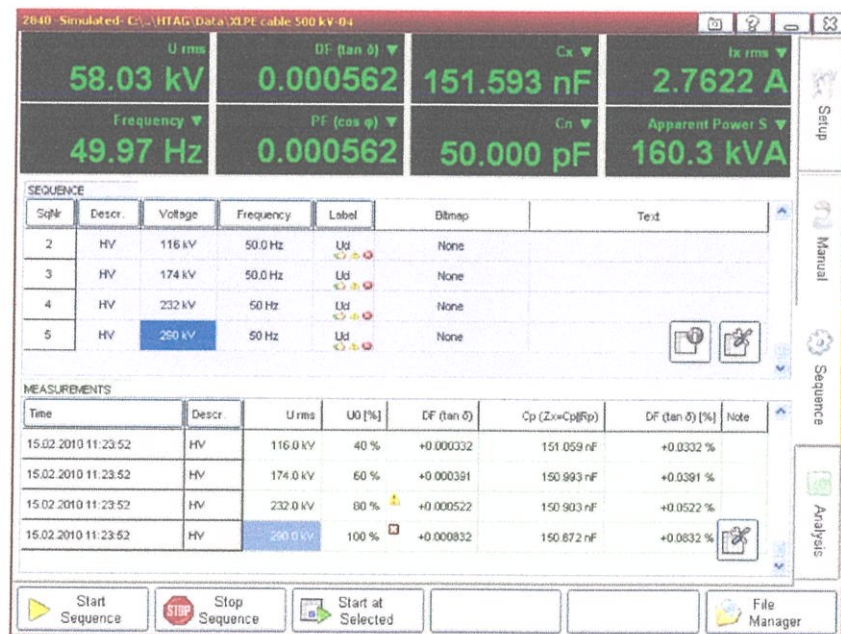 2840 -Simulated- C:\..\HTAG\Data\XLPE cable 500 kV-04
U rms
58.03 kV
DF (tan δ) ▼
0.000562
Cx ▼
151.593 nF
Ix rms ▼
2.7622 A
Frequency ▼
49.97 Hz
PF (cos φ) ▼
0.000562
Cn ▼
50.000 pF
Apparent Power S ▼
160.3 kVA
Setup
Manual
Sequence
Analysis
SEQUENCE
SqNr Descr. Voltage Frequency Label Bitmap Text
2 HV 116 kV 50.0 Hz Ud None
3 HV 174 kV 50.0 Hz Ud None
4 HV 232 kV 50 Hz Ud None
5 HV 290 kV 50 Hz Ud None
MEASUREMENTS
Time Descr. U rms U0 [%] DF (tan δ) Cp (Zx=Cp||Rp) DF (tan δ) [%] Note
15.02.2010 11:23:52 HV 116.0 kV 40 % +0.000332 151.059 nF +0.0332 %
15.02.2010 11:23:52 HV 174.0 kV 60 % +0.000391 150.993 nF +0.0391 %
15.02.2010 11:23:52 HV 232.0 kV 80 % +0.000522 150.903 nF +0.0522 %
15.02.2010 11:23:52 HV 290.0 kV 100 % +0.000832 150.872 nF +0.0832 %
Start
Sequence
STOP
Stop
Sequence
Start at
Selected
File
Manager